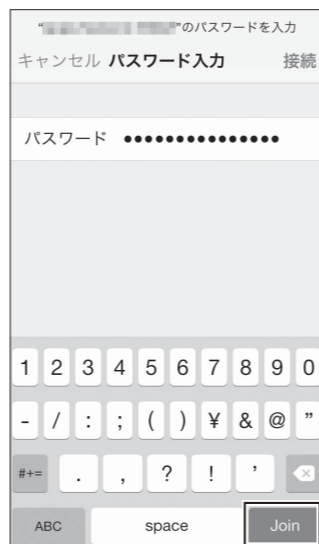 “ ”のパスワードを入力
キャンセル パスワード入力 接続
パスワード ●●●●●●●●●●●●●●●
1 2 3 4 5 6 7 8 9 0
- / : ; ( ) ¥ & @ ”
#+= . , ? ! ’
ABC space Join